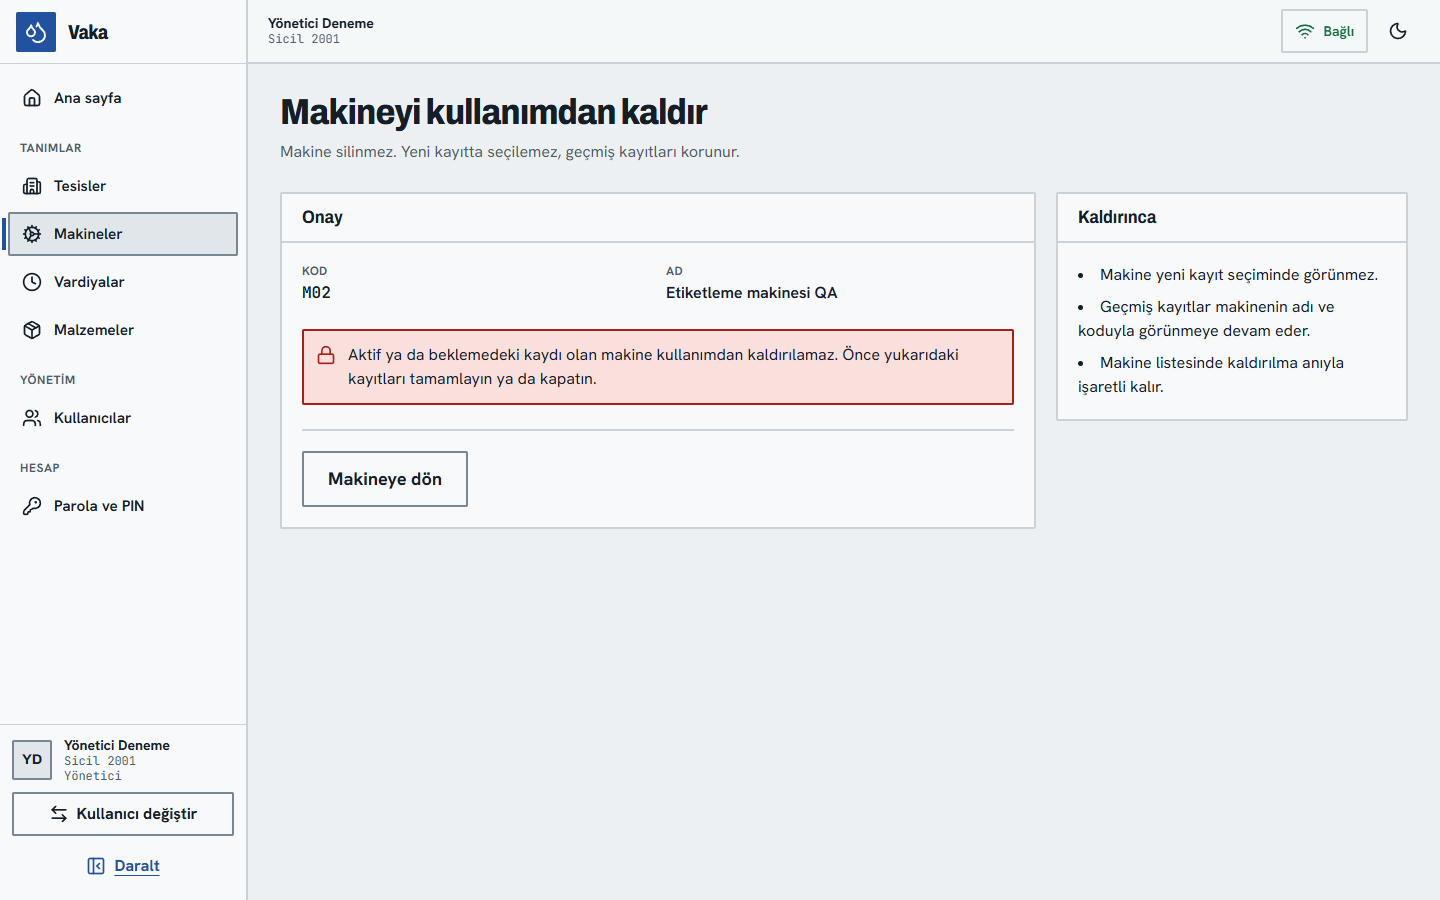 Vaka
Ana sayfa
TANIMLAR
Tesisler
Makineler
Vardiyalar
Malzemeler
YÖNETİM
Kullanıcılar
HESAP
Parola ve PIN
YD
Yönetici Deneme
Sicil 2001
Yönetici
Kullanıcı değiştir
Daralt
Yönetici Deneme
Sicil 2001
Bağlı
Makineyi kullanımdan kaldır
Makine silinmez. Yeni kayıtta seçilemez, geçmiş kayıtları korunur.
Onay
KOD
M02
AD
Etiketleme makinesi QA
Aktif ya da beklemedeki kaydı olan makine kullanımdan kaldırılamaz. Önce yukarıdaki
kayıtları tamamlayın ya da kapatın.
Makineye dön
Kaldırınca
• Makine yeni kayıt seçiminde görünmez.
• Geçmiş kayıtlar makinenin adı ve
koduyla görünmeye devam eder.
• Makine listesinde kaldırılma anıyla
işaretli kalır.